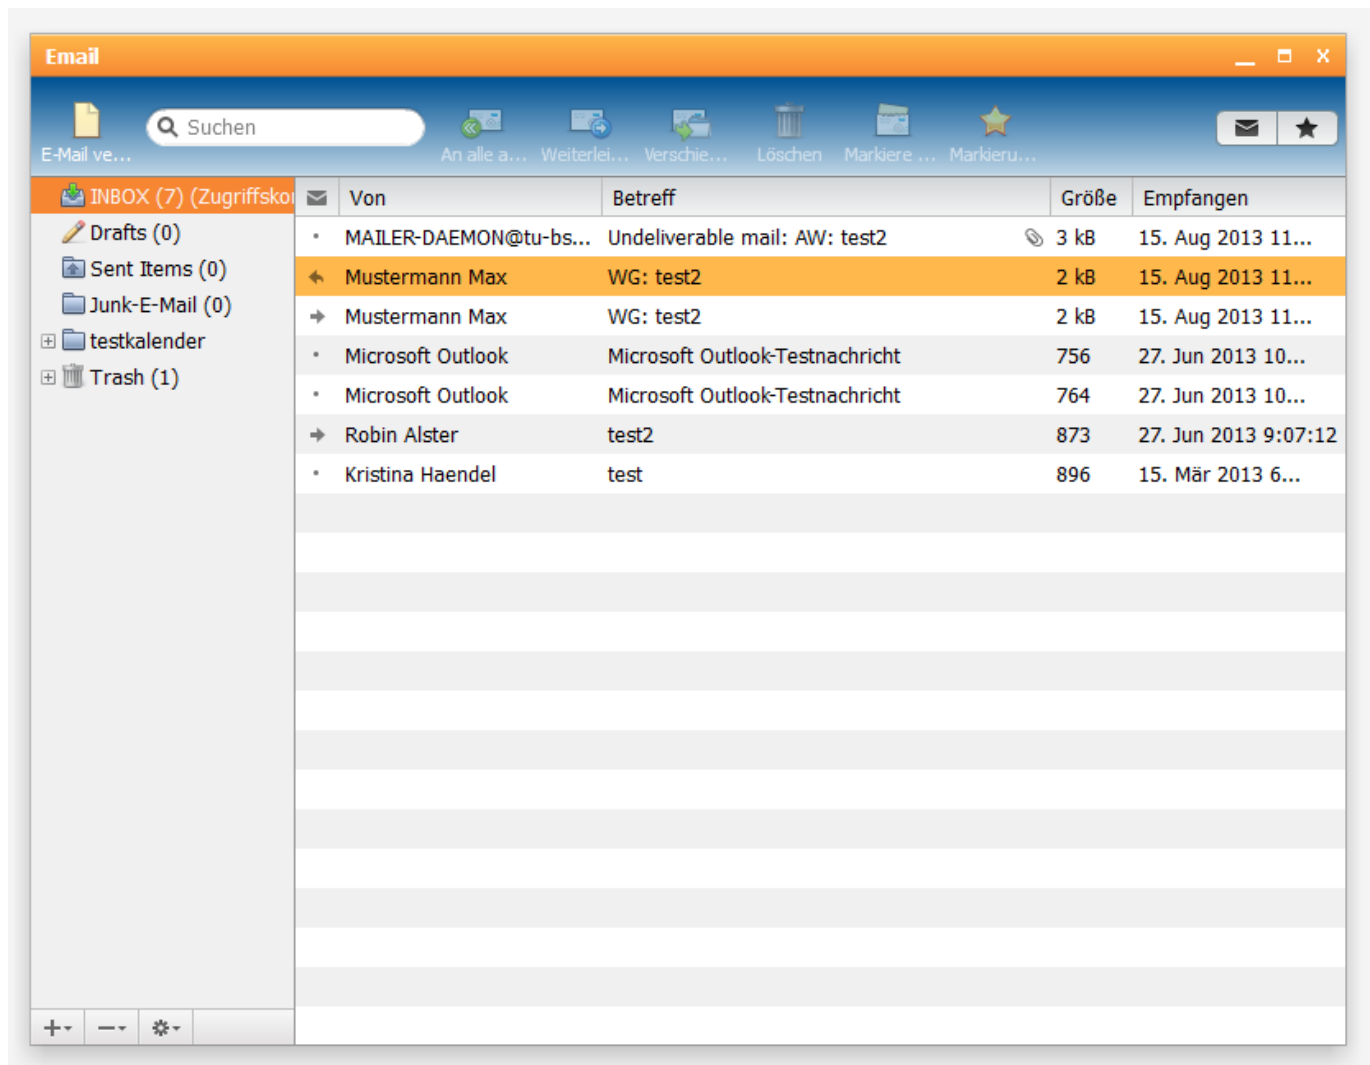 Email
E-Mail ve...
Suchen
An alle a...
Weiterlei...
Verschie...
Löschen
Markiere ...
Markieru...
INBOX (7) (Zugriffskon
Drafts (0)
Sent Items (0)
Junk-E-Mail (0)
testkalender
Trash (1)
Von Betreff Größe Empfangen
MAILER-DAEMON@tu-bs... Undeliverable mail: AW: test2 3 kB 15. Aug 2013 11...
Mustermann Max WG: test2 2 kB 15. Aug 2013 11...
Mustermann Max WG: test2 2 kB 15. Aug 2013 11...
Microsoft Outlook Microsoft Outlook-Testnachricht 756 27. Jun 2013 10...
Microsoft Outlook Microsoft Outlook-Testnachricht 764 27. Jun 2013 10...
Robin Alster test2 873 27. Jun 2013 9:07:12
Kristina Haendel test 896 15. Mär 2013 6...